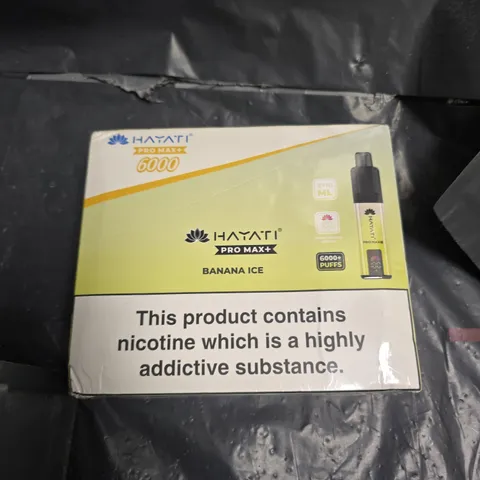 HAYATI®
PRO MAX+
6000
HAYATI®
PRO MAX+
BANANA ICE
6000+
PUFFS
This product contains
nicotine which is a highly
addictive substance.